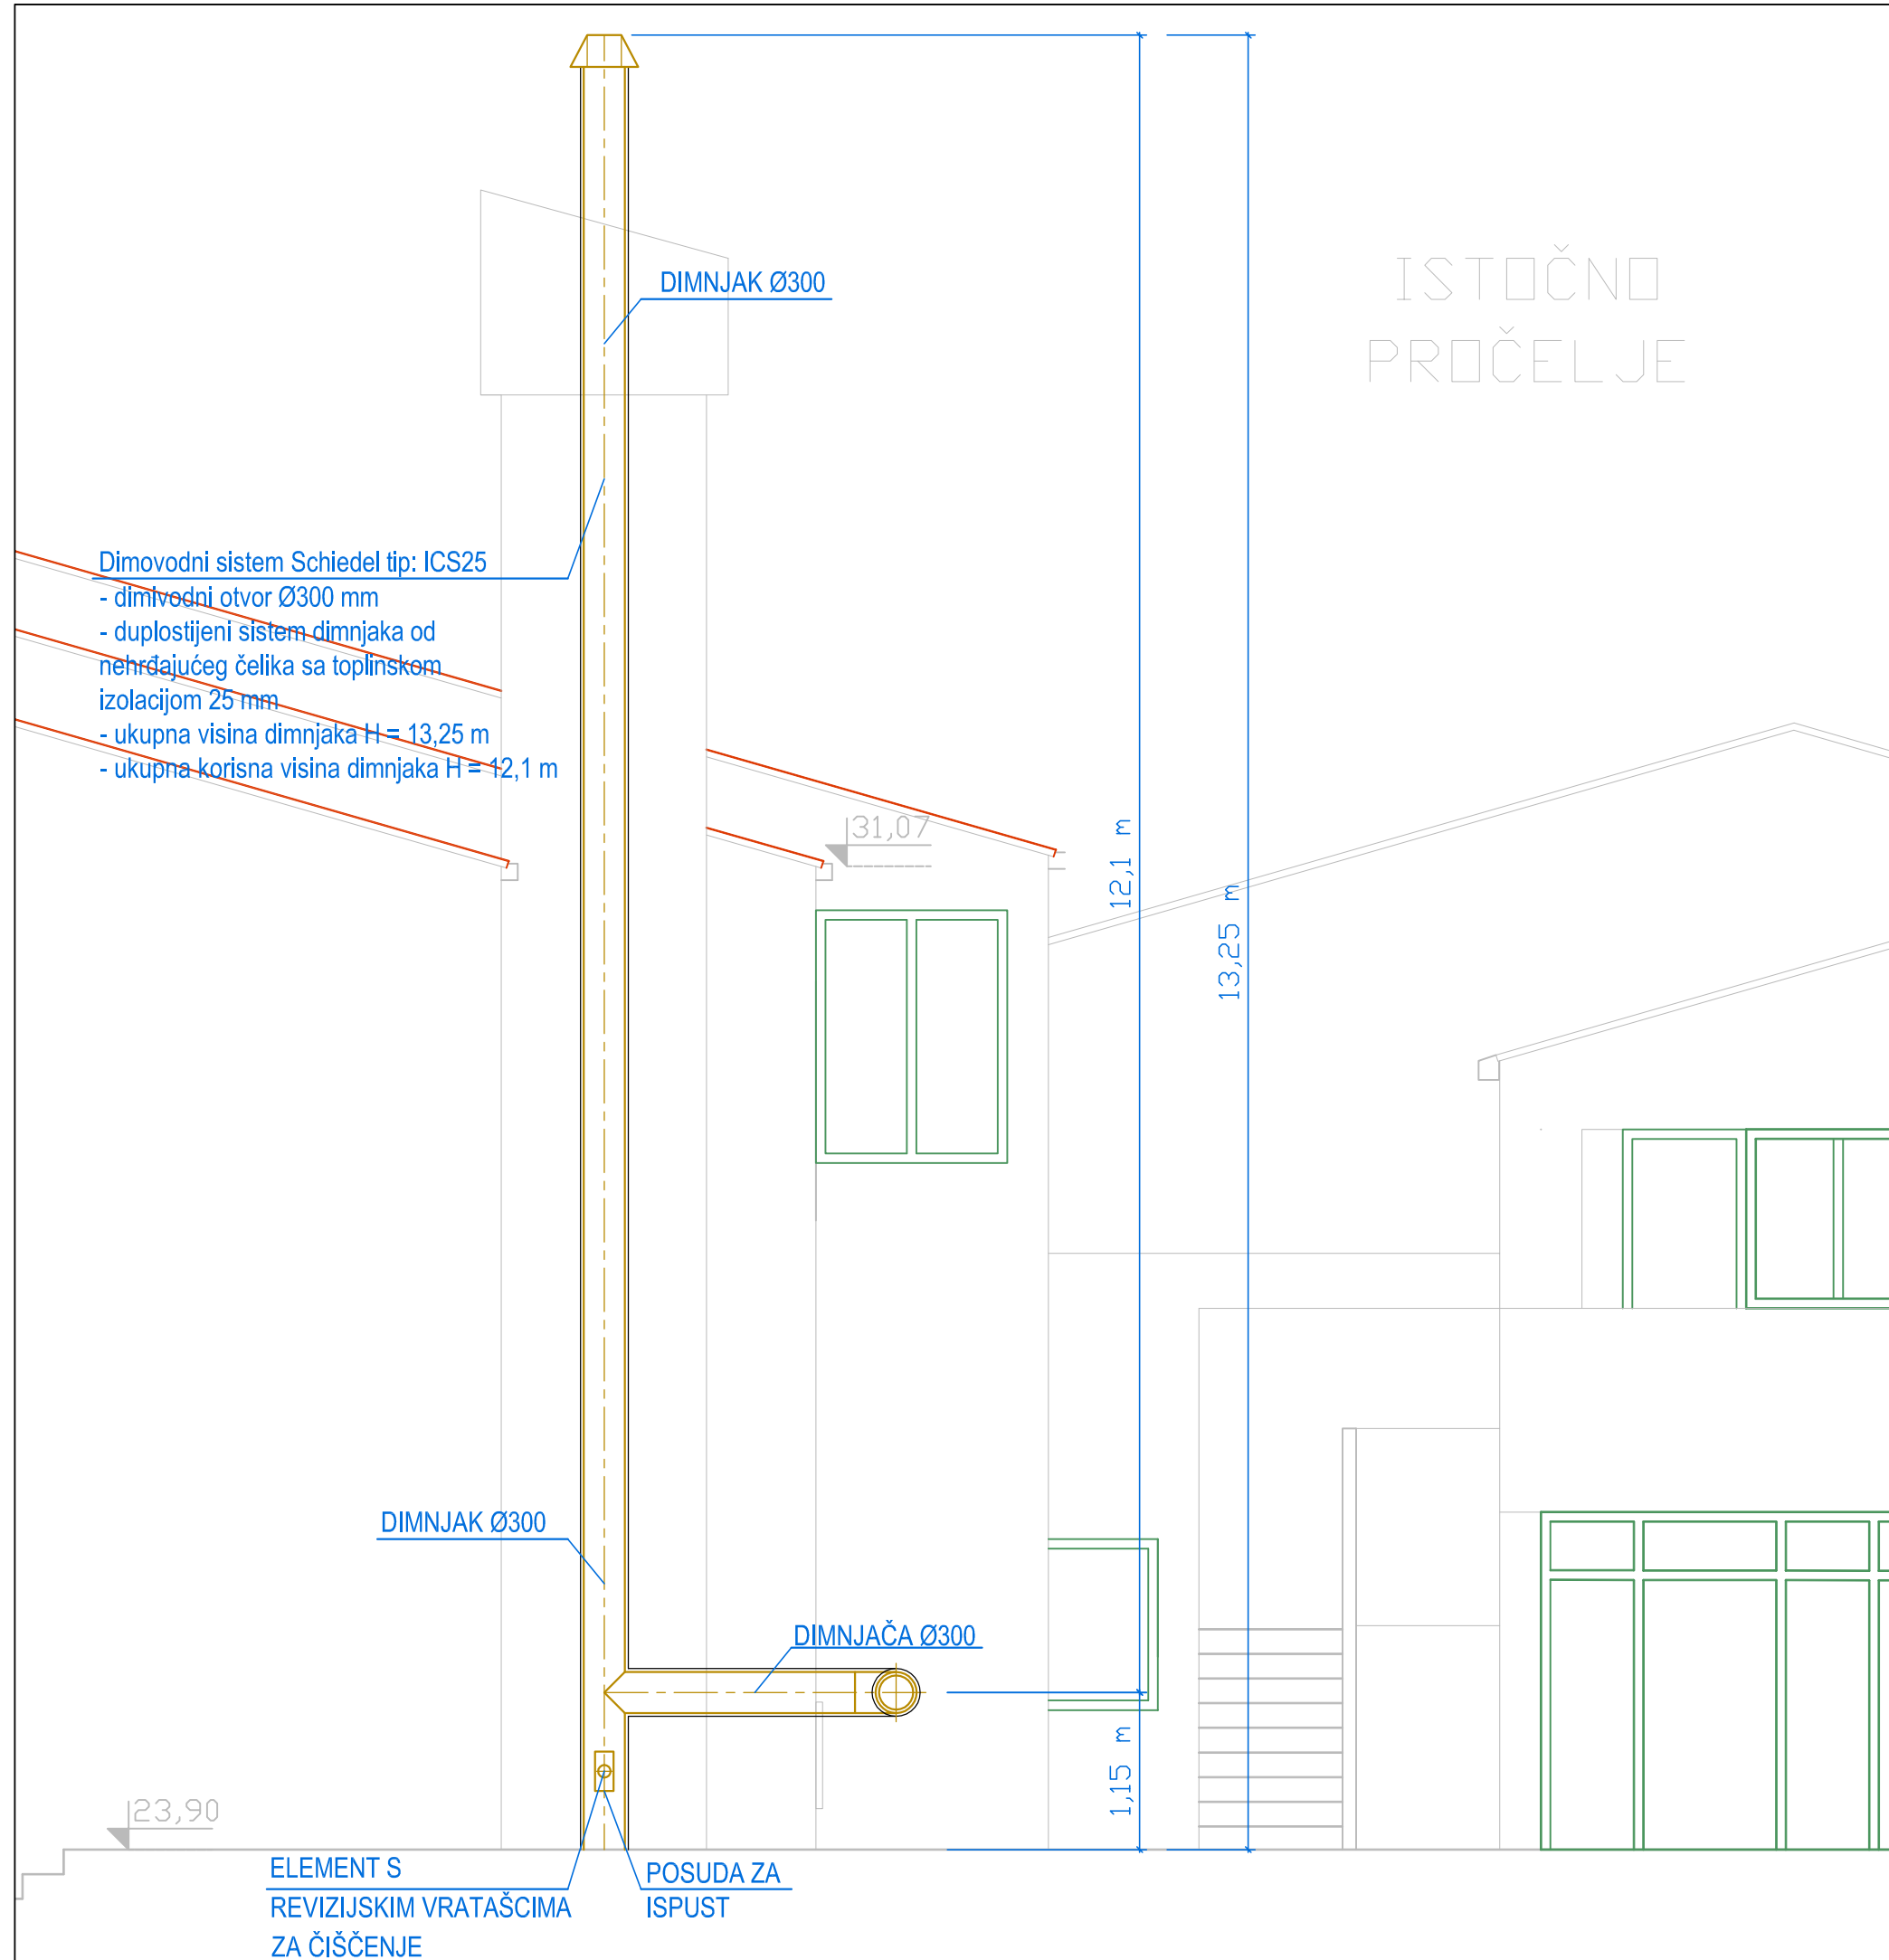 DIMNJAK Ø300
ISTOČNO
PROČELJE
Dimovodni sistem Schiedel tip: ICS25
- dimivodni otvor Ø300 mm
- duplostijeni sistem dimnjaka od
nehrđajućeg čelika sa toplinskom
izolacijom 25 mm
- ukupna visina dimnjaka H = 13,25 m
- ukupna korisna visina dimnjaka H = 12,1 m
31,07
12,1 m
13,25 m
DIMNJAK Ø300
DIMNJAČA Ø300
1,15 m
23,90
ELEMENT S
REVIZIJSKIM VRATAŠCIMA
ZA ČIŠČENJE
POSUDA ZA
ISPUST